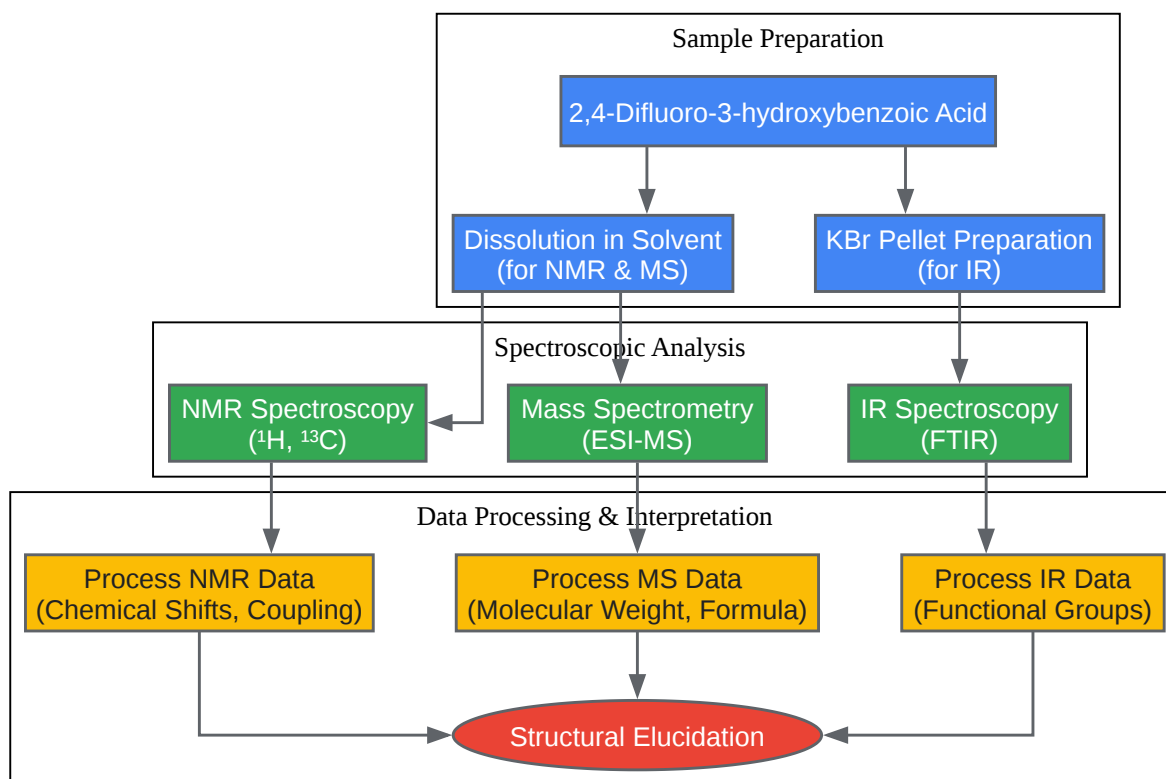 Sample Preparation
2,4-Difluoro-3-hydroxybenzoic Acid
Dissolution in Solvent
(for NMR & MS)
KBr Pellet Preparation
(for IR)
Spectroscopic Analysis
NMR Spectroscopy
(¹H, ¹³C)
Mass Spectrometry
(ESI-MS)
IR Spectroscopy
(FTIR)
Data Processing & Interpretation
Process NMR Data
(Chemical Shifts, Coupling)
Process MS Data
(Molecular Weight, Formula)
Process IR Data
(Functional Groups)
Structural Elucidation